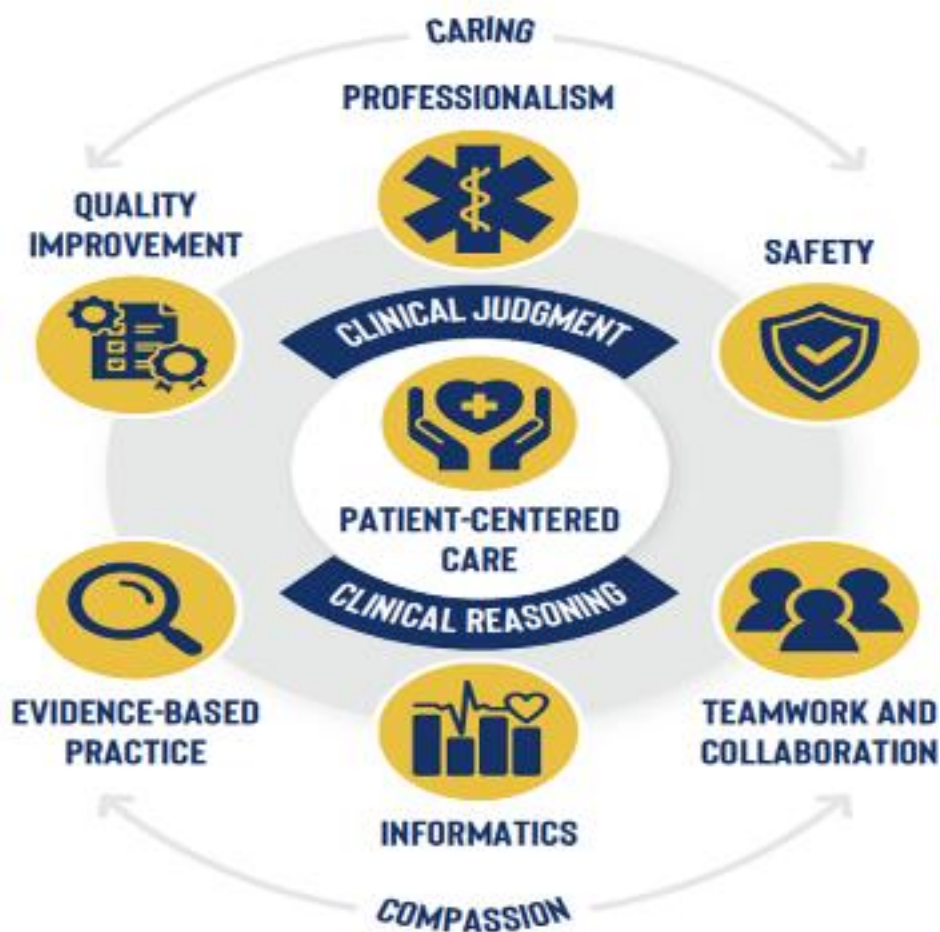 CARING
PROFESSIONALISM
QUALITY
IMPROVEMENT
SAFETY
CLINICAL JUDGMENT
PATIENT-CENTERED
CARE
CLINICAL REASONING
EVIDENCE-BASED
PRACTICE
TEAMWORK AND
COLLABORATION
INFORMATICS
COMPASSION